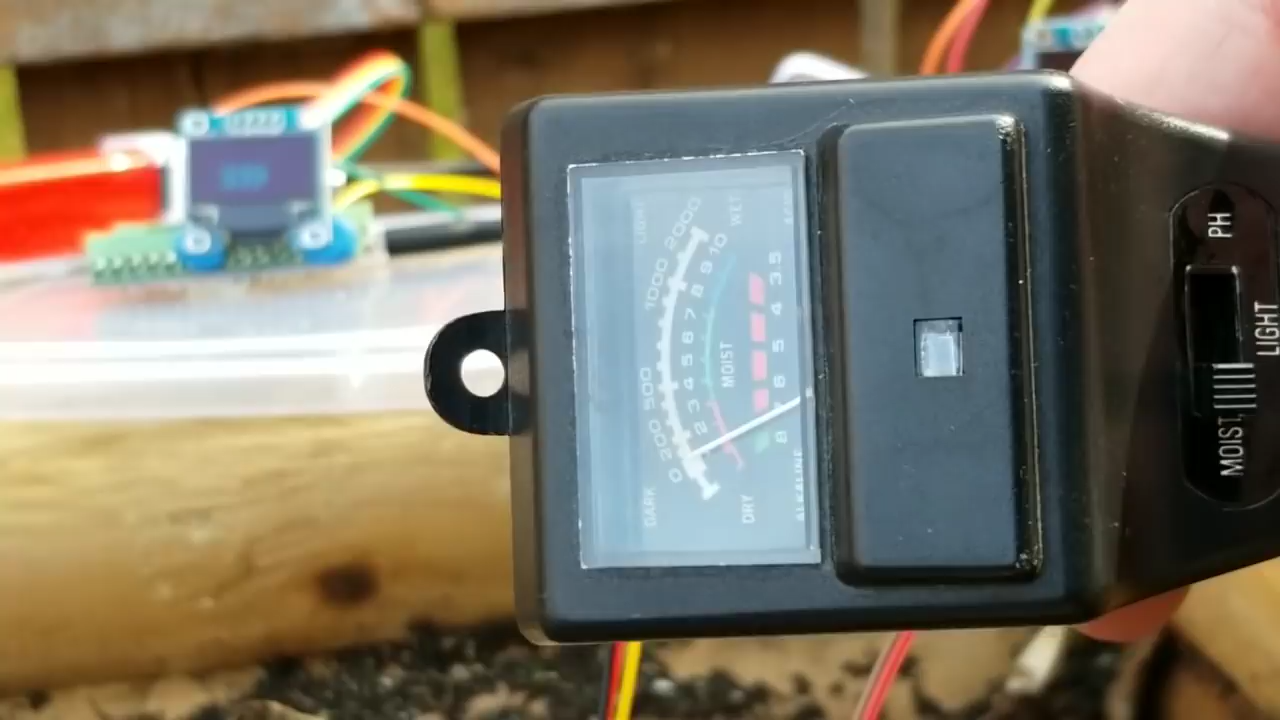 LIGHT
0 200 500 1000 2000
1 2 3 4 5 6 7 8 9 10
DARK
WET
MOIST
DRY
8 7 6 5 4 3.5
ALKALINE
PH
LIGHT
MOIST.